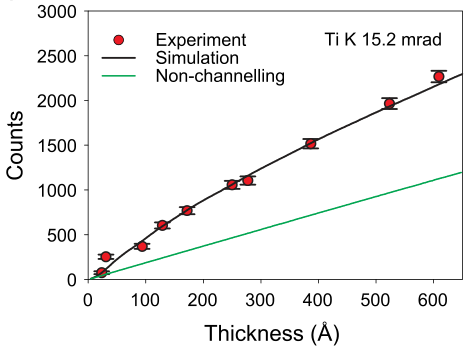 3000
2500
2000
1500
1000
500
0
Counts
Experiment
Simulation
Non-channelling
Ti K 15.2 mrad
0 100 200 300 400 500 600
Thickness (Å)